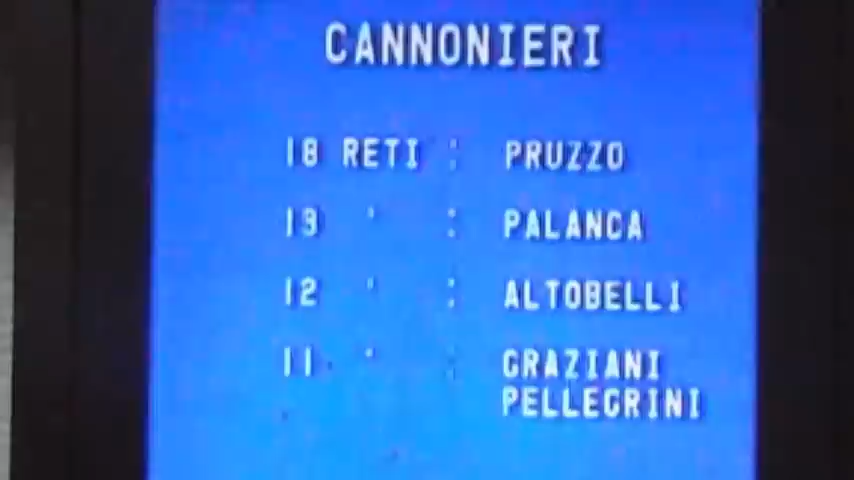 CANNONIERI
18 RETI : PRUZZO
13 ' : PALANCA
12 ' : ALTOBELLI
11 ' : GRAZIANI
PELLEGRINI